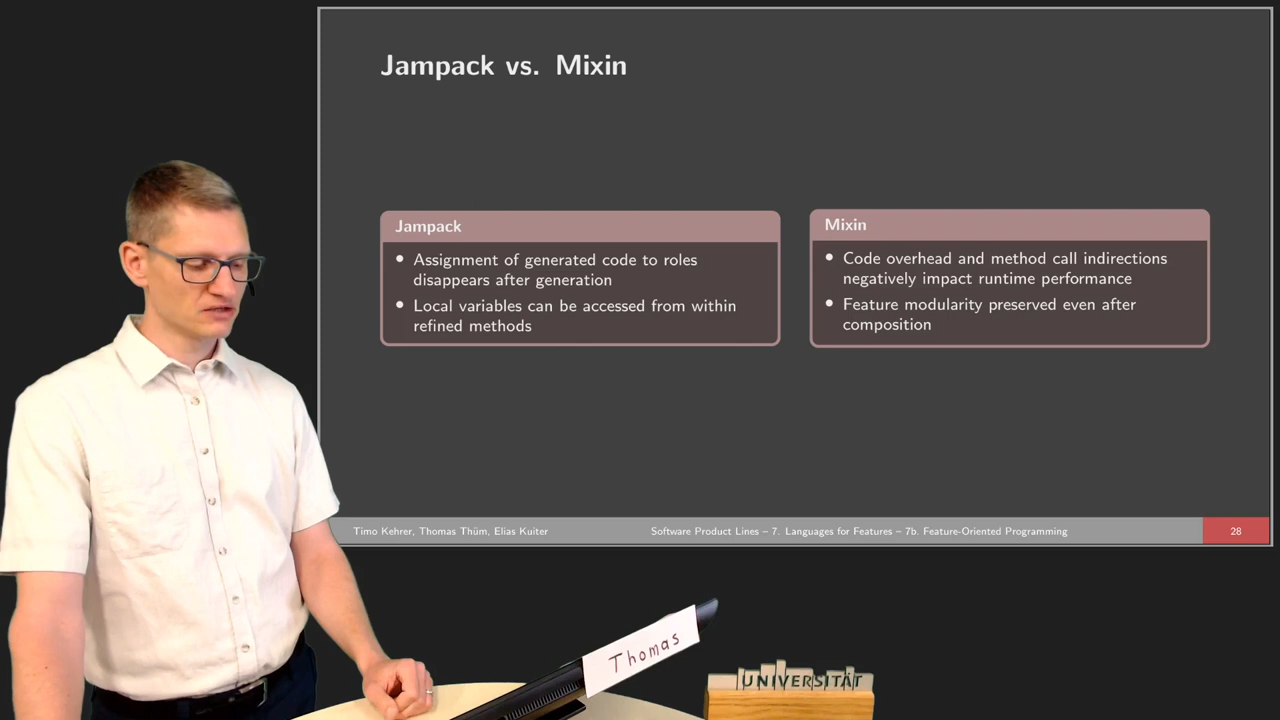 Jampack vs. Mixin
Jampack
• Assignment of generated code to roles
disappears after generation
• Local variables can be accessed from within
refined methods
Mixin
• Code overhead and method call indirections
negatively impact runtime performance
• Feature modularity preserved even after
composition
Timo Kehrer, Thomas Thüm, Elias Kuiter
Software Product Lines – 7. Languages for Features – 7b. Feature-Oriented Programming
28
Thomas
UNIVERSITÄT